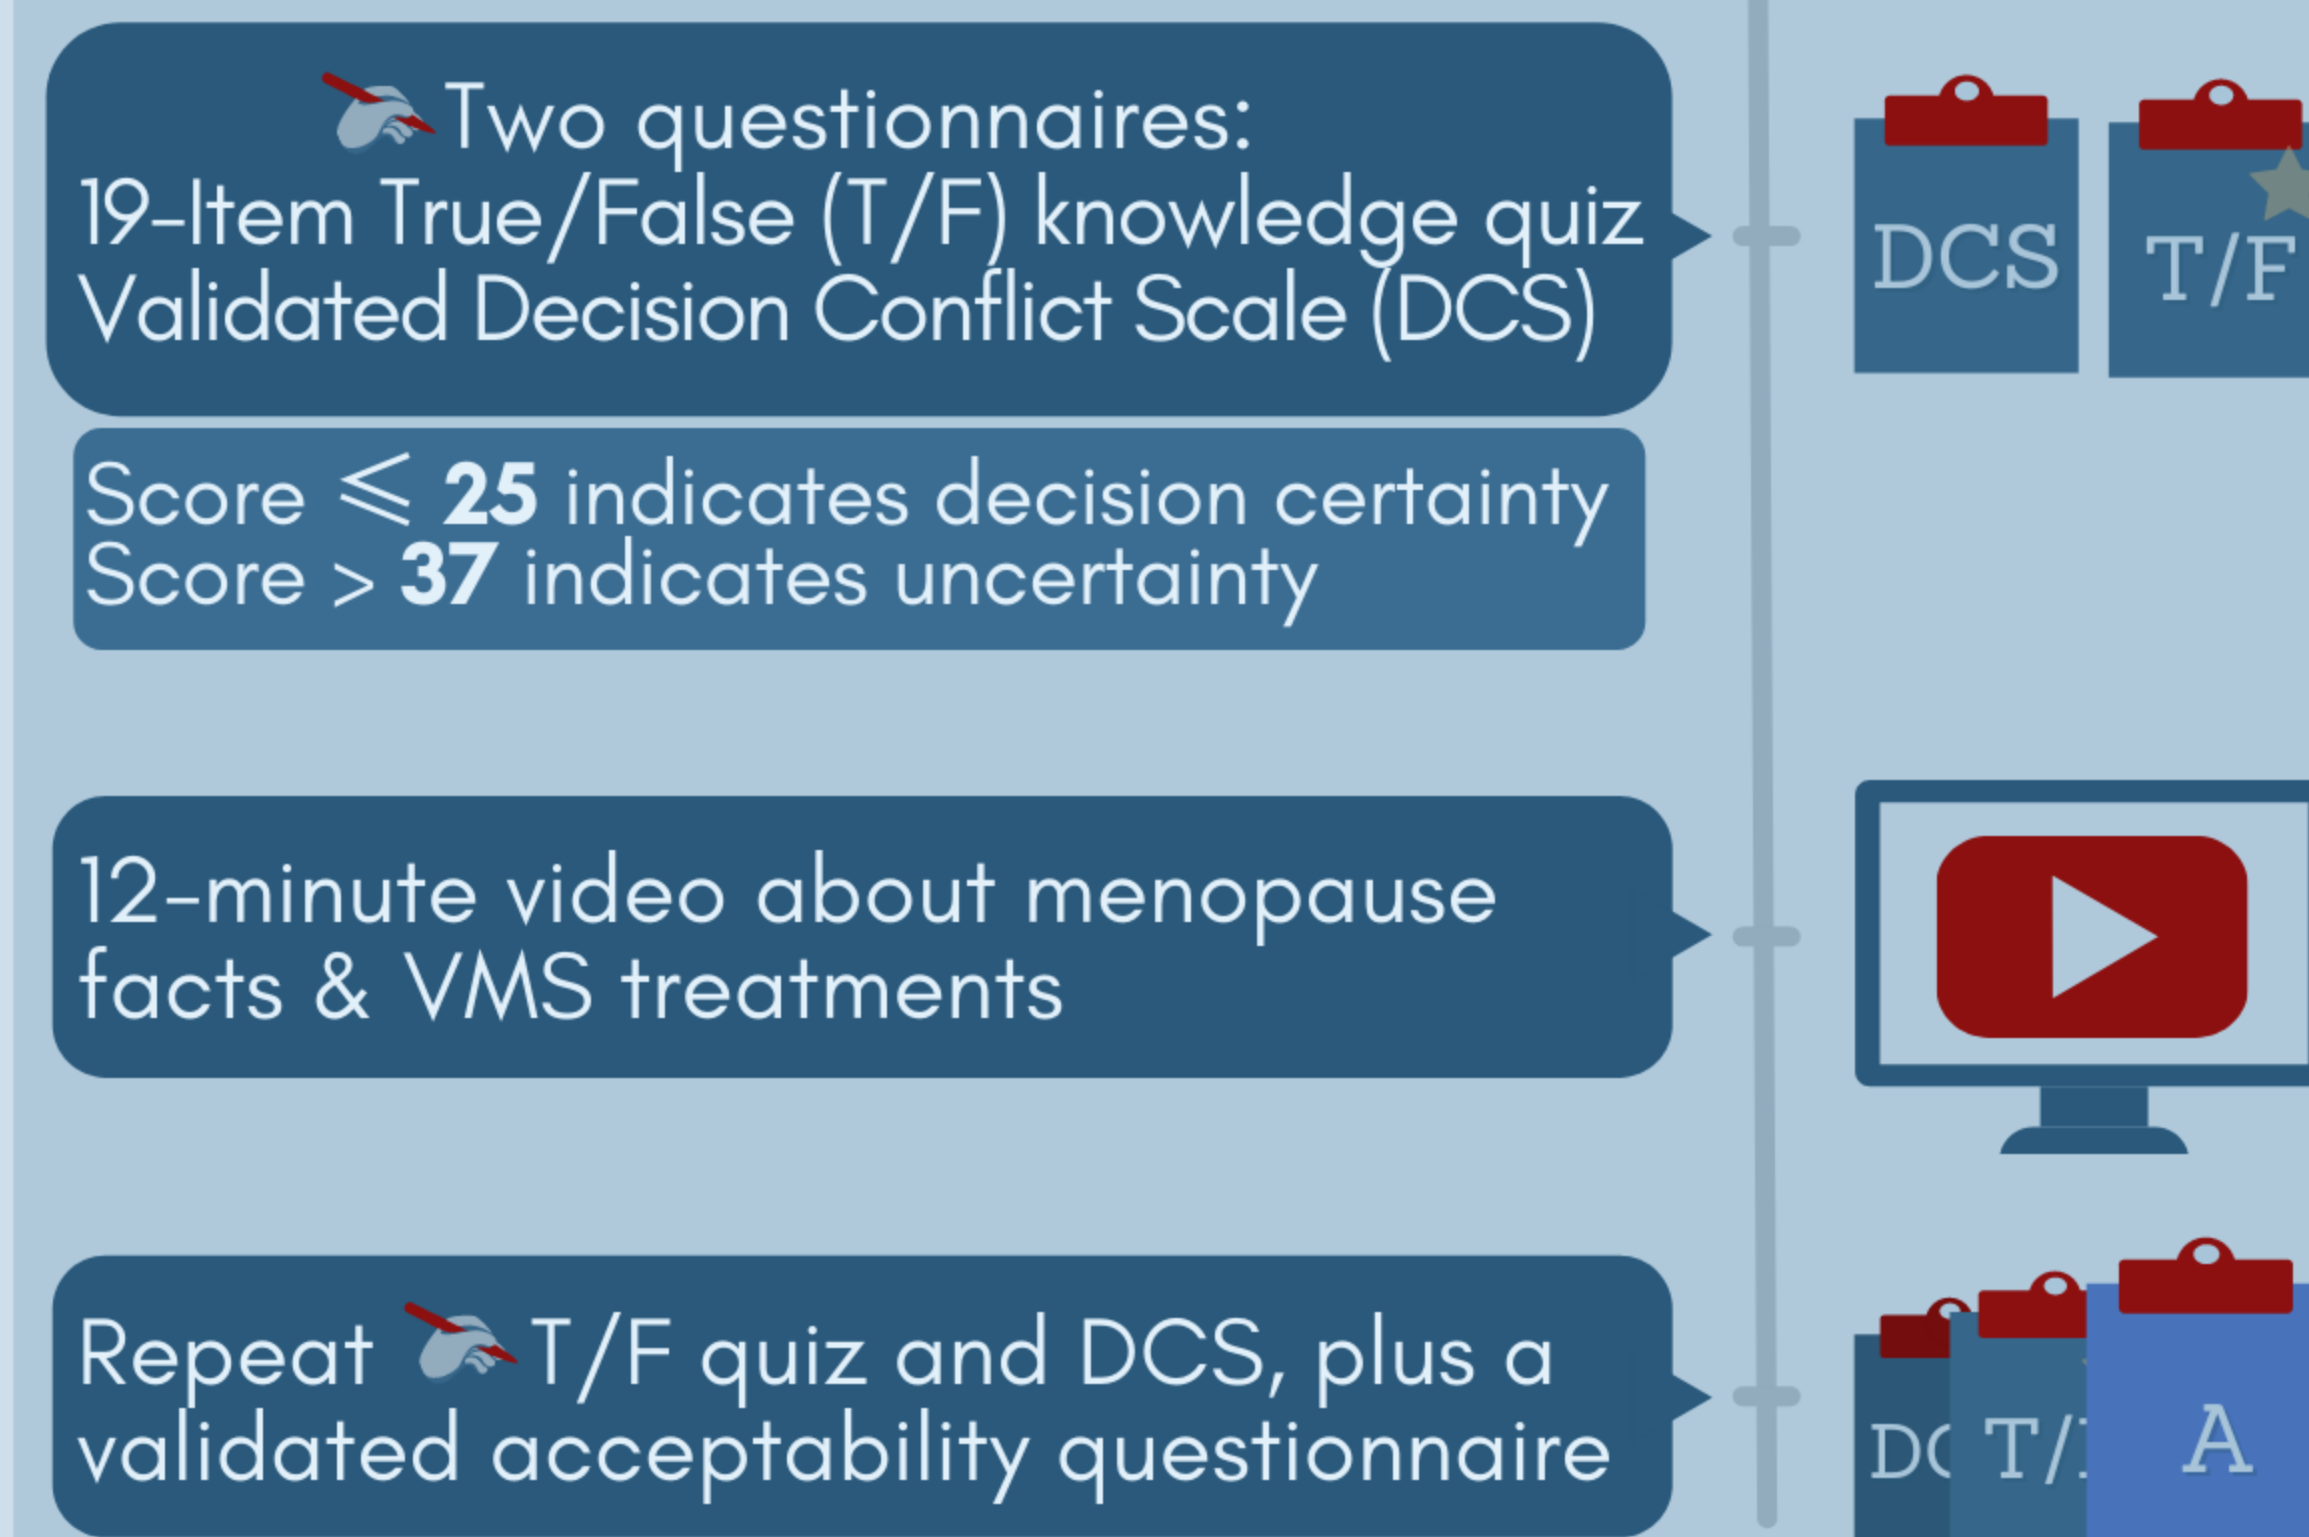 Two questionnaires:
19-Item True/False (T/F) knowledge quiz
Validated Decision Conflict Scale (DCS)
DCS
T/F
Score ⩽ 25 indicates decision certainty
Score > 37 indicates uncertainty
12-minute video about menopause
facts & VMS treatments
Repeat T/F quiz and DCS, plus a
validated acceptability questionnaire
A